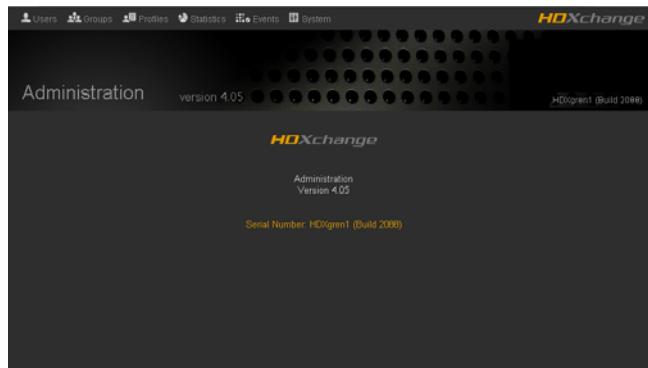 Users Groups Profiles Statistics Events System HDXchange
Administration version 4.05 HDXgren1 (Build 2088)
HDXchange
Administration
Version 4.05
Serial Number: HDXgren1 (Build 2088)